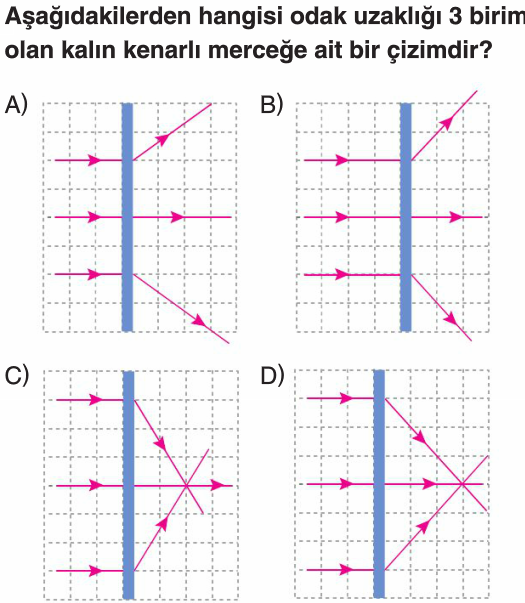 Aşağıdakilerden hangisi odak uzaklığı 3 birim
olan kalın kenarlı merceğe ait bir çizimdir?
A)
B)
C)
D)